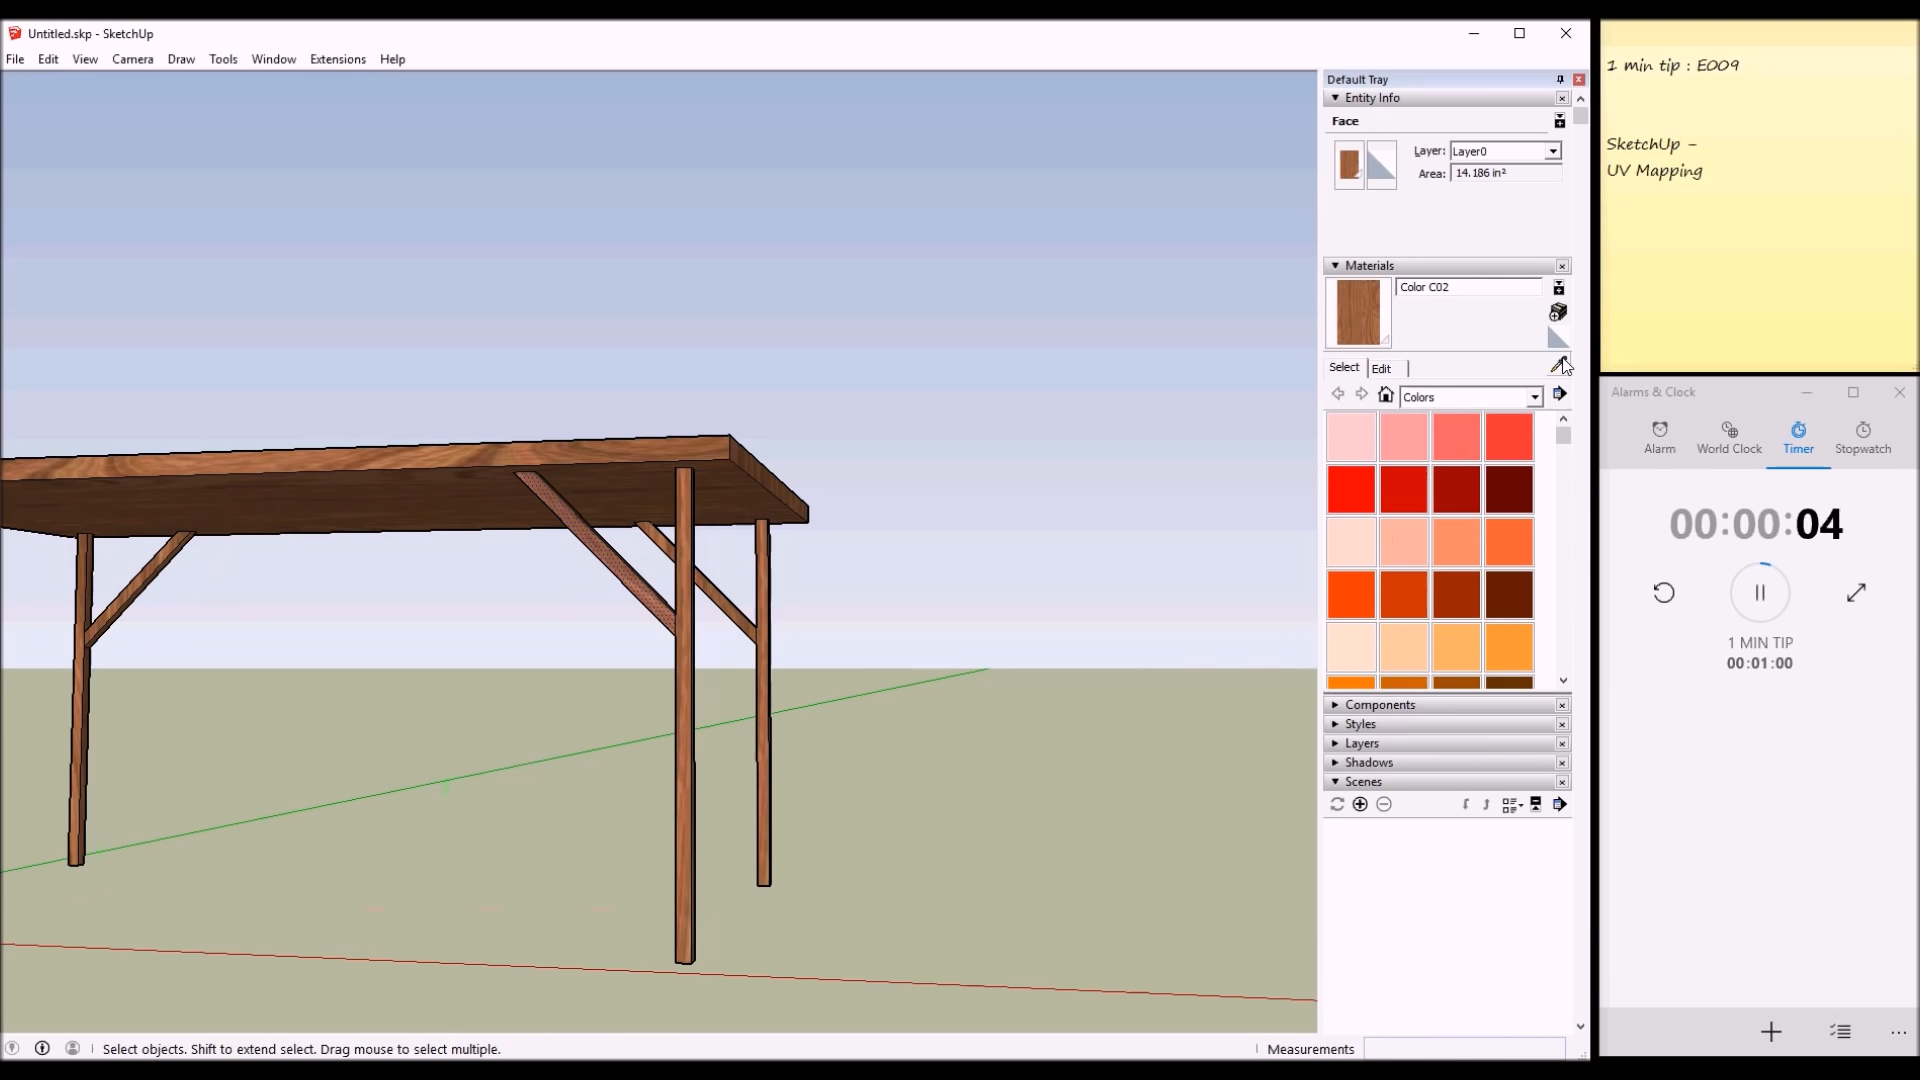 Untitled.skp - SketchUp
File Edit View Camera Draw Tools Window Extensions Help
Default Tray
Entity Info
Face
Layer: Layer0
Area: 14.186 in²
Materials
Color C02
Select Edit
Colors
Components
Styles
Layers
Shadows
Scenes
Select objects. Shift to extend select. Drag mouse to select multiple.
Measurements
1 min tip : E009
SketchUp -
UV Mapping
Alarms & Clock
Alarm World Clock Timer Stopwatch
00:00:04
1 MIN TIP
00:01:00